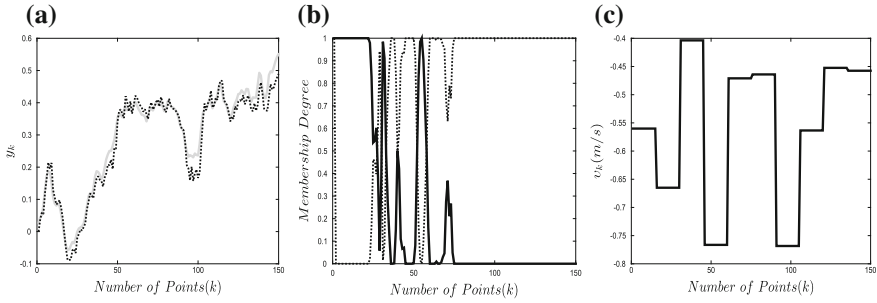 (a)
0.6
0.5
0.4
0.3
0.2
0.1
0
-0.1
y_k
0 50 100 150
Number of Points(k)
(b)
1
0.9
0.8
0.7
0.6
0.5
0.4
0.3
0.2
0.1
0
Membership Degree
0 50 100 150
Number of Points(k)
(c)
-0.4
-0.45
-0.5
-0.55
-0.6
-0.65
-0.7
-0.75
-0.8
v_k(m/s)
0 50 100 150
Number of Points(k)